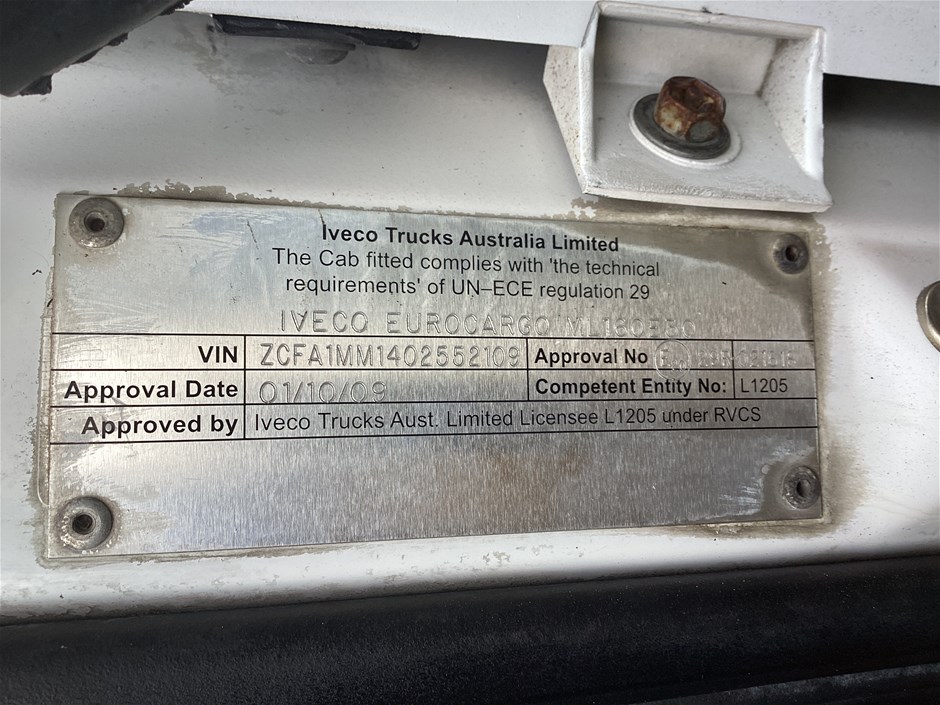 Iveco Trucks Australia Limited
The Cab fitted complies with 'the technical
requirements' of UN–ECE regulation 29
IVECO EUROCARGO
VIN ZCFA1MM1402552109 Approval No
Approval Date 01/10/09 Competent Entity No: L1205
Approved by Iveco Trucks Aust. Limited Licensee L1205 under RVCS